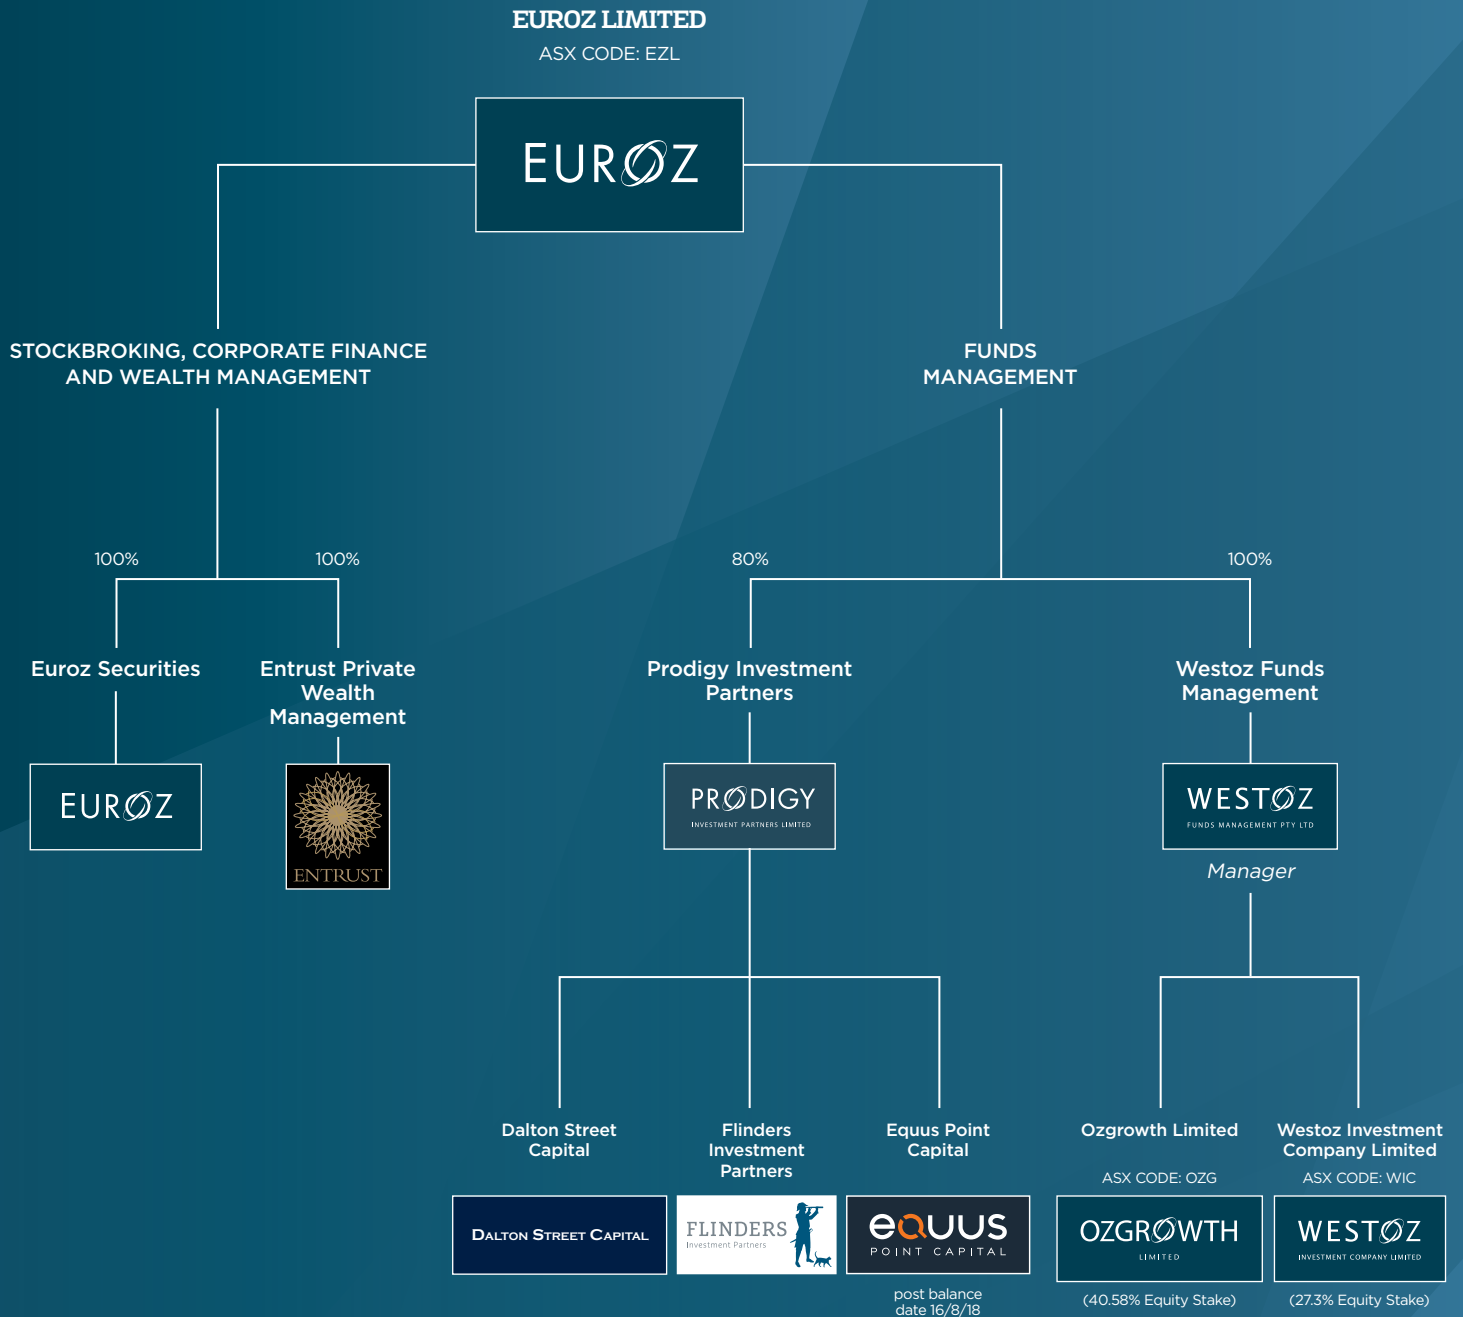 EUROZ LIMITED
ASX CODE: EZL
EUROZ
STOCKBROKING, CORPORATE FINANCE
AND WEALTH MANAGEMENT
FUNDS
MANAGEMENT
100%
100%
80%
100%
Euroz Securities
Entrust Private
Wealth
Management
Prodigy Investment
Partners
Westoz Funds
Management
EUROZ
ENTRUST
PRODIGY
INVESTMENT PARTNERS LIMITED
WESTOZ
FUNDS MANAGEMENT PTY LTD
Manager
Dalton Street
Capital
Flinders
Investment
Partners
Equus Point
Capital
Ozgrowth Limited
ASX CODE: OZG
Westoz Investment
Company Limited
ASX CODE: WIC
DALTON STREET CAPITAL
FLINDERS
Investment Partners
eQUUS
POINT CAPITAL
OZGROWTH
LIMITED
WESTOZ
INVESTMENT COMPANY LIMITED
post balance
date 16/8/18
(40.58% Equity Stake)
(27.3% Equity Stake)